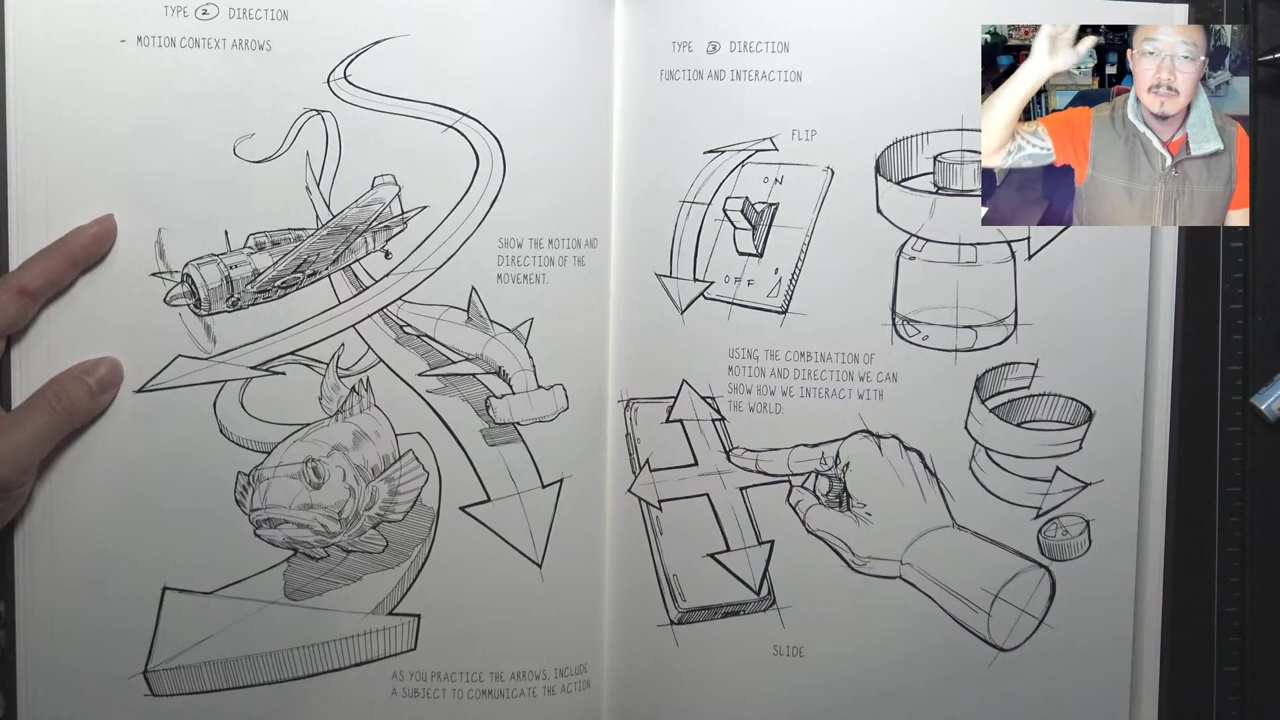 TYPE 2 DIRECTION
- MOTION CONTEXT ARROWS
SHOW THE MOTION AND
DIRECTION OF THE
MOVEMENT.
AS YOU PRACTICE THE ARROWS, INCLUDE
A SUBJECT TO COMMUNICATE THE ACTION
TYPE 3 DIRECTION
FUNCTION AND INTERACTION
FLIP
ON
OFF
USING THE COMBINATION OF
MOTION AND DIRECTION WE CAN
SHOW HOW WE INTERACT WITH
THE WORLD.
SLIDE